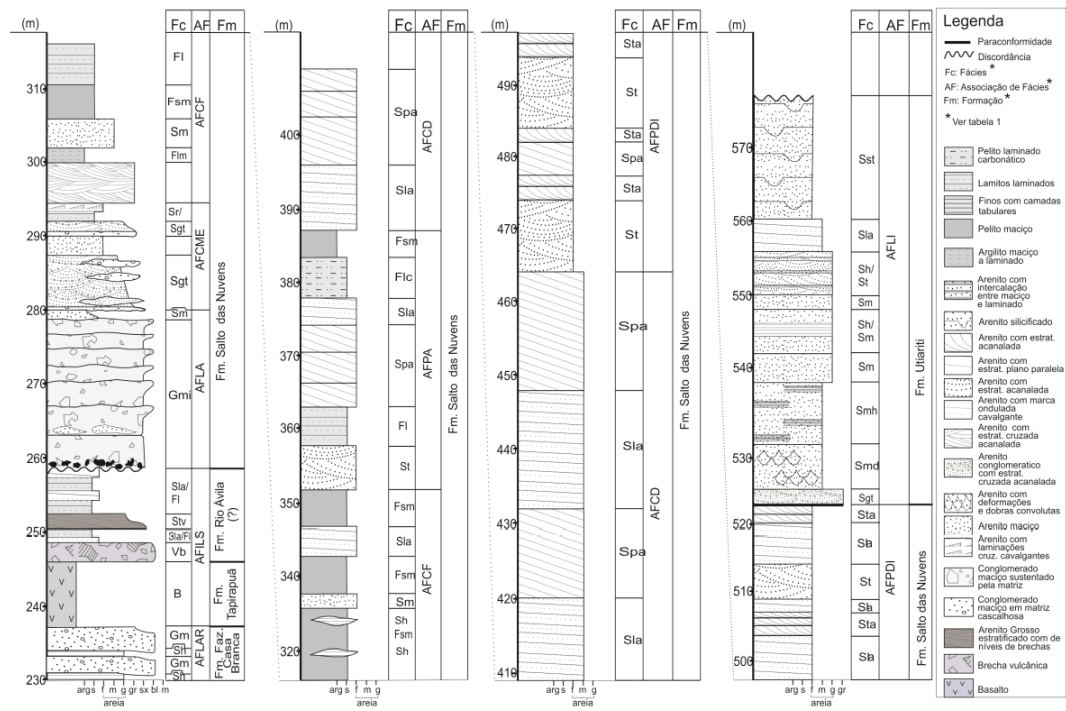 (m)
Fc
AF
Fm
310
300
290
280
270
260
250
240
230
Fl
Fsm
Sm
Flm
Sr/
Sgt
Sgt
Sm
Gmi
Sla/
Fl
Stv
Sla/Fl
Vb
B
Gm
Sh
Gm
Sh
AFCF
AFCME
AFLA
AFILS
AFLAR
Fm. Salto das Nuvens
Fm. Rio Ávila
(?)
Fm.
Tapirapuã
Fm. Faz.
Casa
Branca
arg s f m g gr sx bl m
areia
(m)
Fc
AF
Fm
400
390
380
370
360
350
340
320
Spa
Sla
Fsm
Flc
Sla
Spa
Fl
St
Fsm
Sla
Fsm
Sm
Sh
Fsm
Sh
AFCD
AFPA
AFCF
Fm. Salto das Nuvens
arg s f m g
areia
(m)
Fc
AF
Fm
490
480
470
460
450
440
430
420
410
Sta
St
Sta
Spa
Sta
St
Spa
Sla
Spa
Sla
AFPDI
AFCD
Fm. Salto das Nuvens
arg s f m g
areia
(m)
Fc
AF
Fm
570
560
550
540
530
520
510
500
Sst
Sla
Sh/
St
Sm
Sh/
Sm
Sm
Smh
Smd
Sgt
Sta
Sla
St
Sla
Sta
Sla
AFLI
AFPDI
Fm. Utiariti
Fm. Salto das Nuvens
arg s f m g gr
areia
Legenda
Paraconformidade
Discordância
Fc: Fácies *
AF: Associação de Fácies *
Fm: Formação *
* Ver tabela 1
Pelito laminado
carbonático
Lamitos laminados
Finos com camadas
tabulares
Pelito maciço
Argilito maciço
a laminado
Arenito com
intercalação
entre maciço
e laminado
Arenito silicificado
Arenito com estrat.
acanalada
Arenito com
estrat. plano paralela
Arenito com
estrat. acanalada
Arenito com marca
ondulada
cavalgante
Arenito com
estrat. cruzada
acanalada
Arenito
conglomeratico
com estrat.
cruzada acanalada
Arenito com
deformações
e dobras convolutas
Arenito maciço
Arenito com
laminações
cruz. cavalgantes
Conglomerado
maciço sustentado
pela matriz
Conglomerado
maciço em matriz
cascalhosa
Arenito Grosso
estratificado com de
níveis de brechas
Brecha vulcânica
Basalto